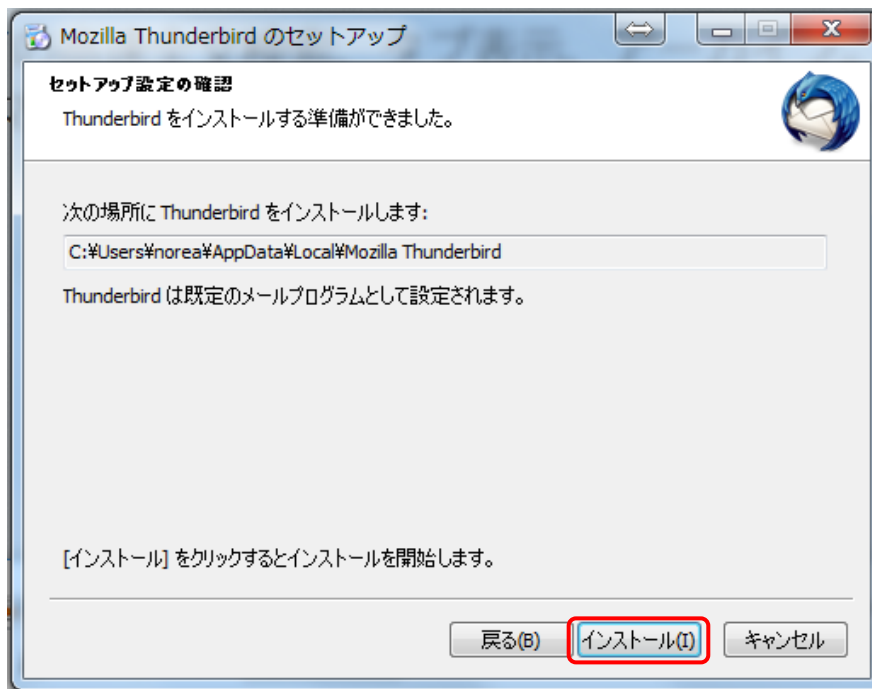 Mozilla Thunderbird のセットアップ
セットアップ設定の確認
Thunderbird をインストールする準備ができました。
次の場所に Thunderbird をインストールします:
C:¥Users¥norea¥AppData¥Local¥Mozilla Thunderbird
Thunderbird は既定のメールプログラムとして設定されます。
[インストール] をクリックするとインストールを開始します。
戻る(B) インストール(I) キャンセル